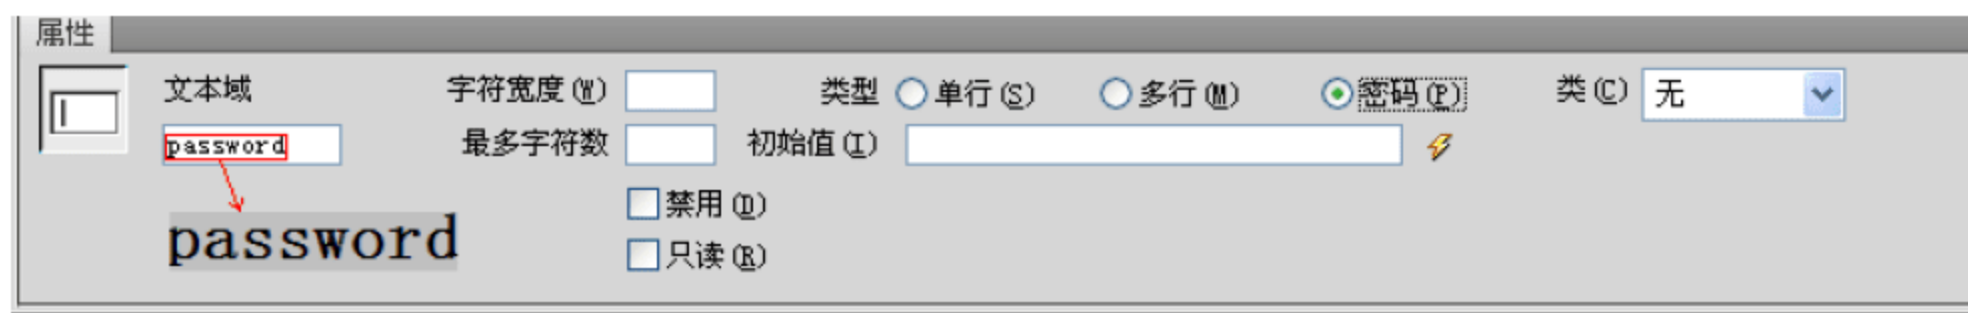 属性
文本域 字符宽度(W) 类型 单行(S) 多行(M) 密码(P) 类(C) 无
password 最多字符数 初始值(I)
禁用(D)
password
只读(R)